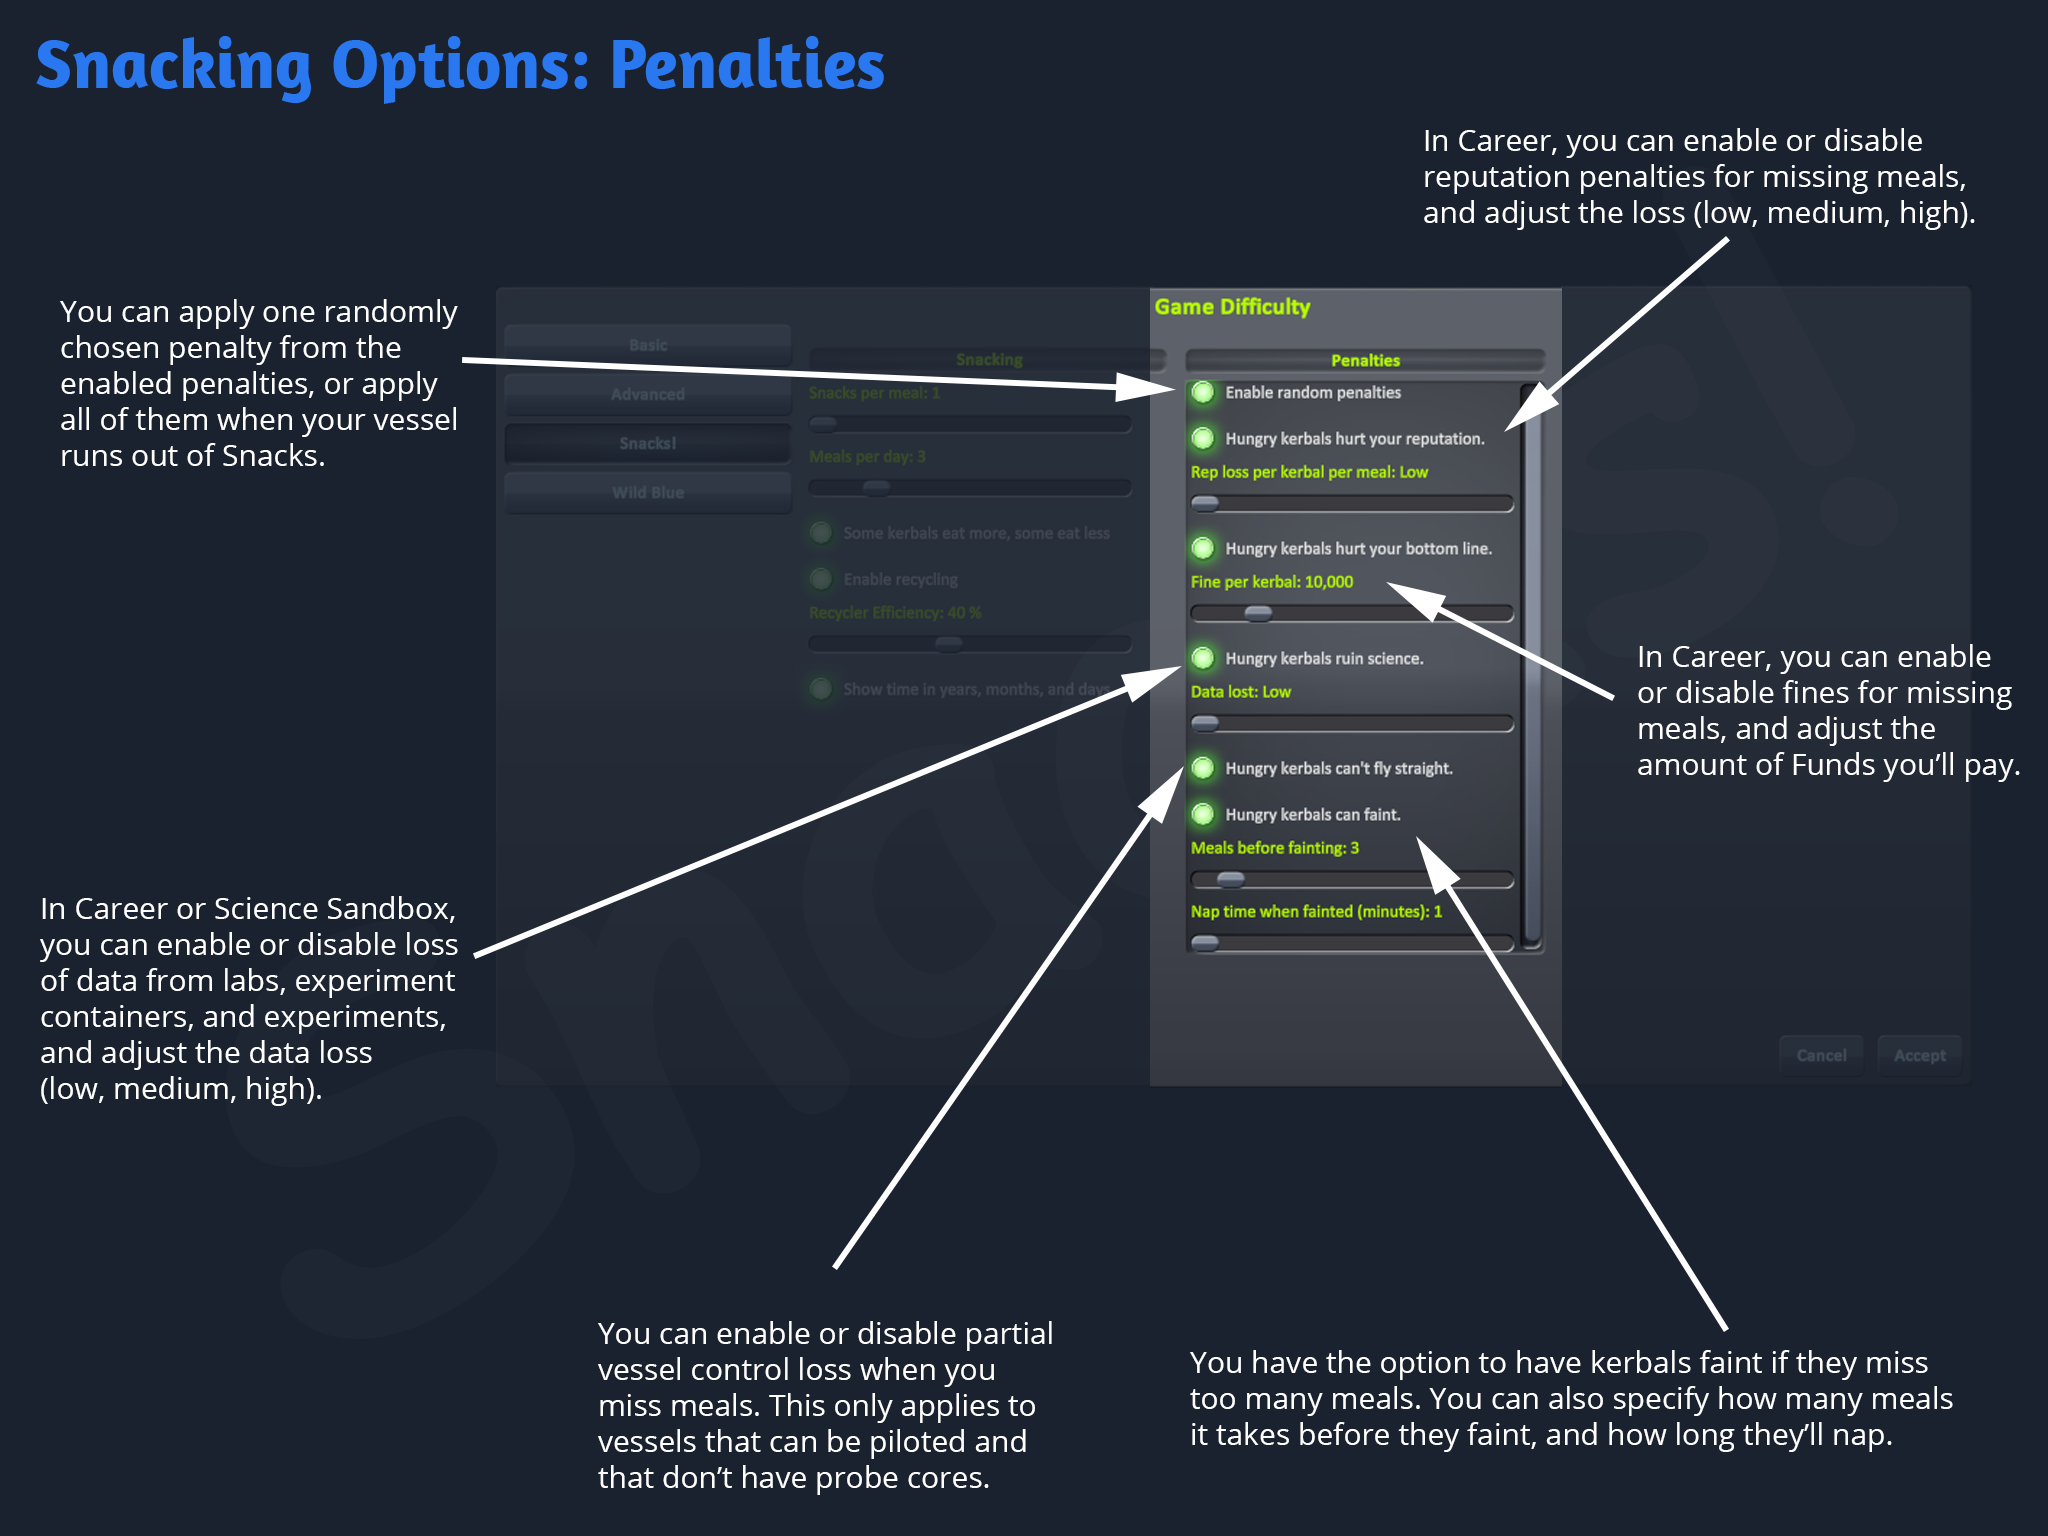 Snacking Options: Penalties
In Career, you can enable or disable
reputation penalties for missing meals,
and adjust the loss (low, medium, high).
You can apply one randomly
chosen penalty from the
enabled penalties, or apply
all of them when your vessel
runs out of Snacks.
Game Difficulty
Basic
Advanced
Snacks!
Wild Blue
Snacking
Snacks per meal: 1
Meals per day: 3
Some kerbals eat more, some eat less
Enable recycling
Recycler Efficiency: 40 %
Show time in years, months, and days
Penalties
Enable random penalties
Hungry kerbals hurt your reputation.
Rep loss per kerbal per meal: Low
Hungry kerbals hurt your bottom line.
Fine per kerbal: 10,000
Hungry kerbals ruin science.
Data lost: Low
Hungry kerbals can't fly straight.
Hungry kerbals can faint.
Meals before fainting: 3
Nap time when fainted (minutes): 1
In Career, you can enable
or disable fines for missing
meals, and adjust the
amount of Funds you’ll pay.
In Career or Science Sandbox,
you can enable or disable loss
of data from labs, experiment
containers, and experiments,
and adjust the data loss
(low, medium, high).
Cancel
Accept
You can enable or disable partial
vessel control loss when you
miss meals. This only applies to
vessels that can be piloted and
that don’t have probe cores.
You have the option to have kerbals faint if they miss
too many meals. You can also specify how many meals
it takes before they faint, and how long they’ll nap.
Snacks!